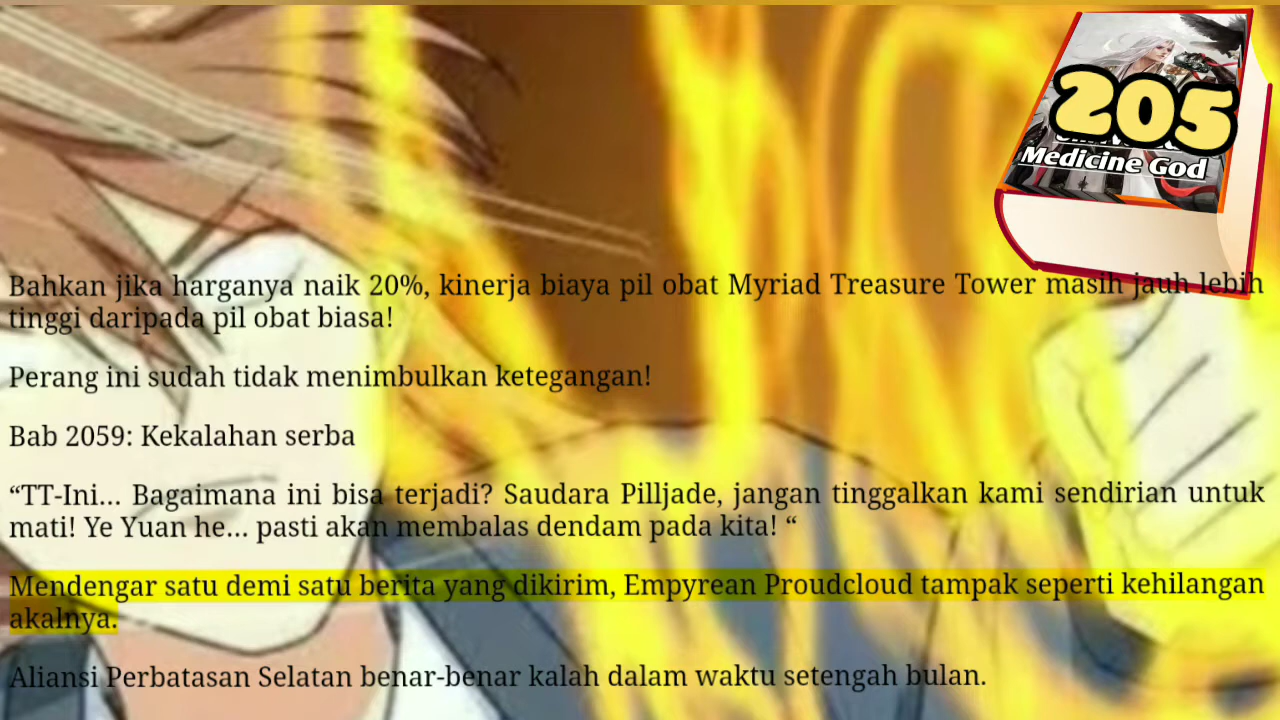 205
Medicine God
Bahkan jika harganya naik 20%, kinerja biaya pil obat Myriad Treasure Tower masih jauh lebih
tinggi daripada pil obat biasa!
Perang ini sudah tidak menimbulkan ketegangan!
Bab 2059: Kekalahan serba
“TT-Ini... Bagaimana ini bisa terjadi? Saudara Pilljade, jangan tinggalkan kami sendirian untuk
mati! Ye Yuan he... pasti akan membalas dendam pada kita! “
Mendengar satu demi satu berita yang dikirim, Empyrean Proudcloud tampak seperti kehilangan
akalnya.
Aliansi Perbatasan Selatan benar-benar kalah dalam waktu setengah bulan.